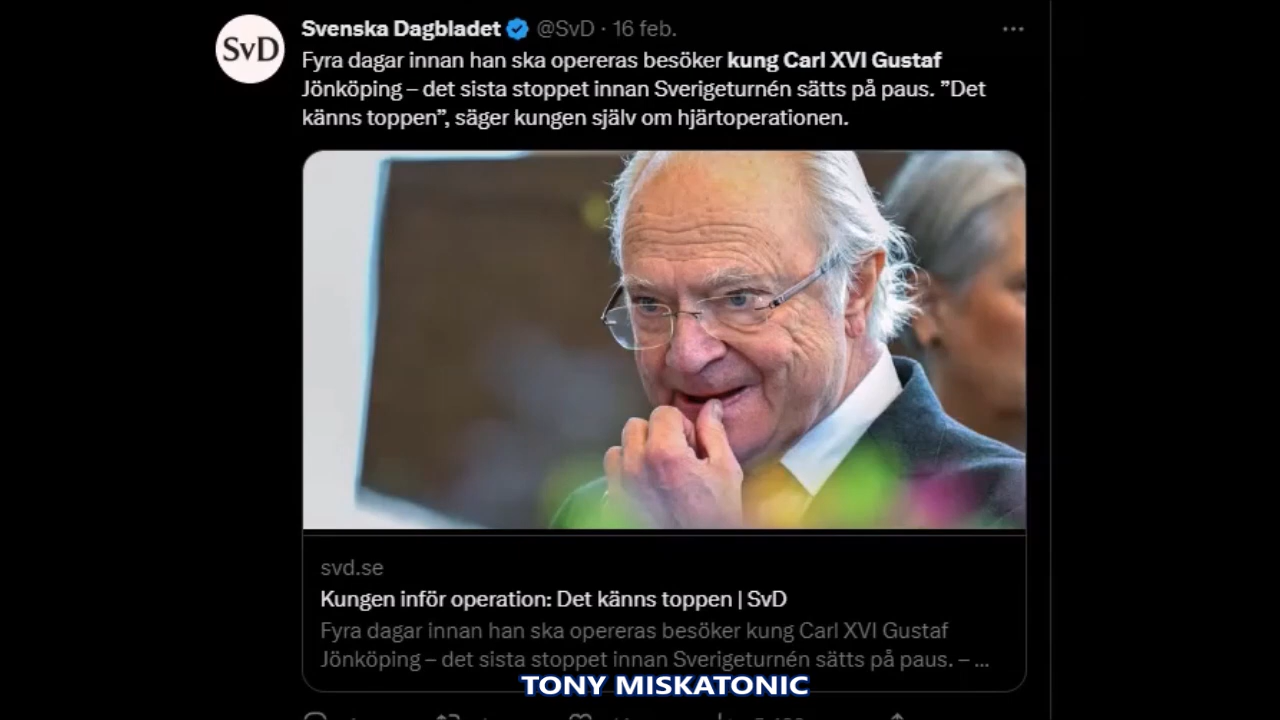 SvD
Svenska Dagbladet @SvD · 16 feb.
Fyra dagar innan han ska opereras besöker kung Carl XVI Gustaf
Jönköping – det sista stoppet innan Sverigeturnén sätts på paus. ”Det
känns toppen”, säger kungen själv om hjärtoperationen.
svd.se
Kungen inför operation: Det känns toppen | SvD
Fyra dagar innan han ska opereras besöker kung Carl XVI Gustaf
Jönköping – det sista stoppet innan Sverigeturnén sätts på paus. – ...
TONY MISKATONIC